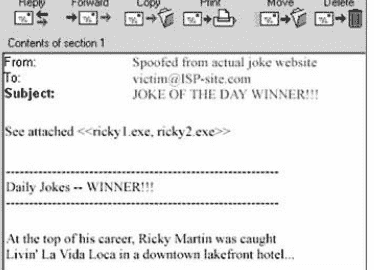 Reply Forward Copy Print Move Delete
Contents of section 1
From: Spoofed from actual joke website
To: victim@ISP-site.com
Subject: JOKE OF THE DAY WINNER!!!
See attached <<ricky1.exe, ricky2.exe>>
------------------------------------------------
Daily Jokes -- WINNER!!!
------------------------------------------------
At the top of his career, Ricky Martin was caught
Livin' La Vida Loca in a downtown lakefront hotel...